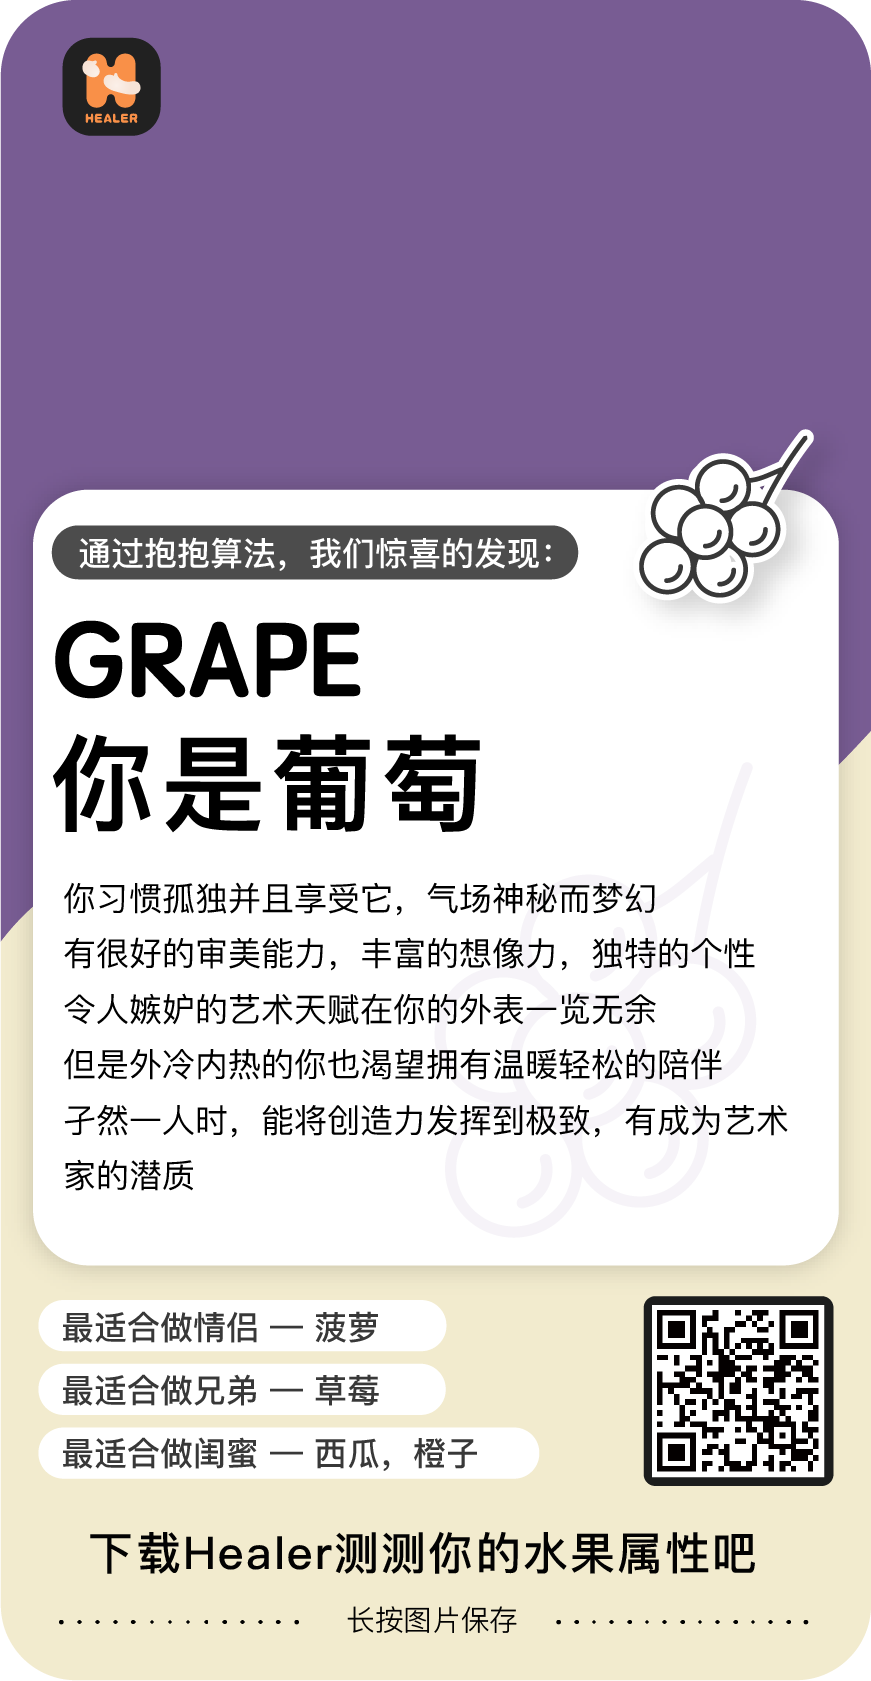 HEALER
通过抱抱算法，我们惊喜的发现：
GRAPE
你是葡萄
你习惯孤独并且享受它，气场神秘而梦幻
有很好的审美能力，丰富的想像力，独特的个性
令人嫉妒的艺术天赋在你的外表一览无余
但是外冷内热的你也渴望拥有温暖轻松的陪伴
孑然一人时，能将创造力发挥到极致，有成为艺术
家的潜质
最适合做情侣 — 菠萝
最适合做兄弟 — 草莓
最适合做闺蜜 — 西瓜，橙子
下载Healer测测你的水果属性吧
长按图片保存